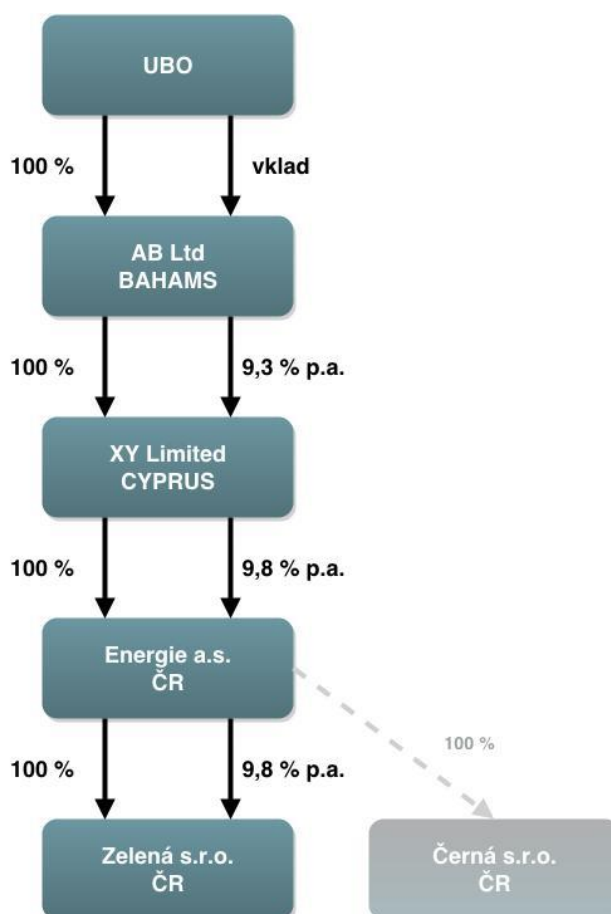 UBO
100 %
vklad
AB Ltd
BAHAMS
100 %
9,3 % p.a.
XY Limited
CYPRUS
100 %
9,8 % p.a.
Energie a.s.
ČR
100 %
100 %
9,8 % p.a.
Zelená s.r.o.
ČR
Černá s.r.o.
ČR